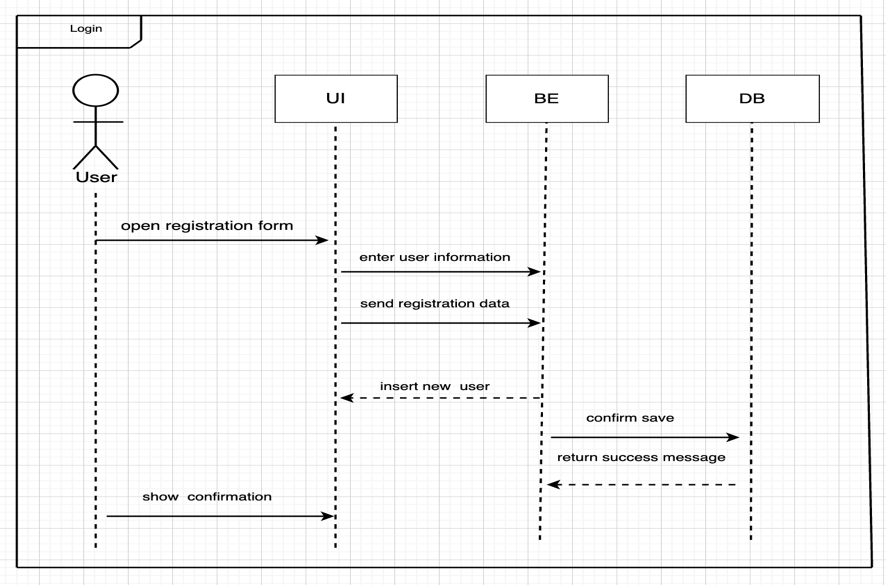 Login
UI
BE
DB
User
open registration form
enter user information
send registration data
insert new user
confirm save
return success message
show confirmation